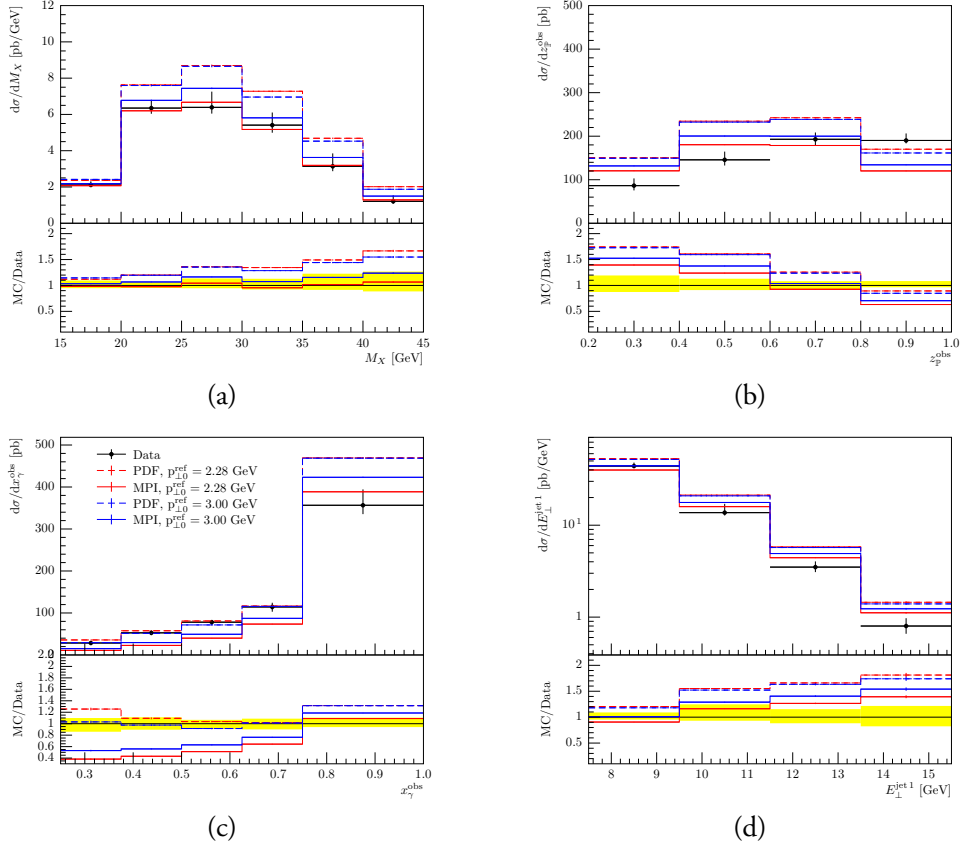 dσ/dM_X [pb/GeV]
12
10
8
6
4
2
0
MC/Data
2
1.5
1
0.5
15 20 25 30 35 40 45
M_X [GeV]
(a)
dσ/dz_ℙ^obs [pb]
500
400
300
200
100
0
MC/Data
2
1.5
1
0.5
0.2 0.3 0.4 0.5 0.6 0.7 0.8 0.9 1.0
z_ℙ^obs
(b)
dσ/dx_γ^obs [pb]
500
400
300
200
100
0
Data
PDF, p_⊥0^ref = 2.28 GeV
MPI, p_⊥0^ref = 2.28 GeV
PDF, p_⊥0^ref = 3.00 GeV
MPI, p_⊥0^ref = 3.00 GeV
MC/Data
2
1.8
1.6
1.4
1.2
1
0.8
0.6
0.4
0.3 0.4 0.5 0.6 0.7 0.8 0.9 1.0
x_γ^obs
(c)
dσ/dE_⊥^jet 1 [pb/GeV]
10^1
1
MC/Data
2
1.5
1
0.5
8 9 10 11 12 13 14 15
E_⊥^jet 1 [GeV]
(d)